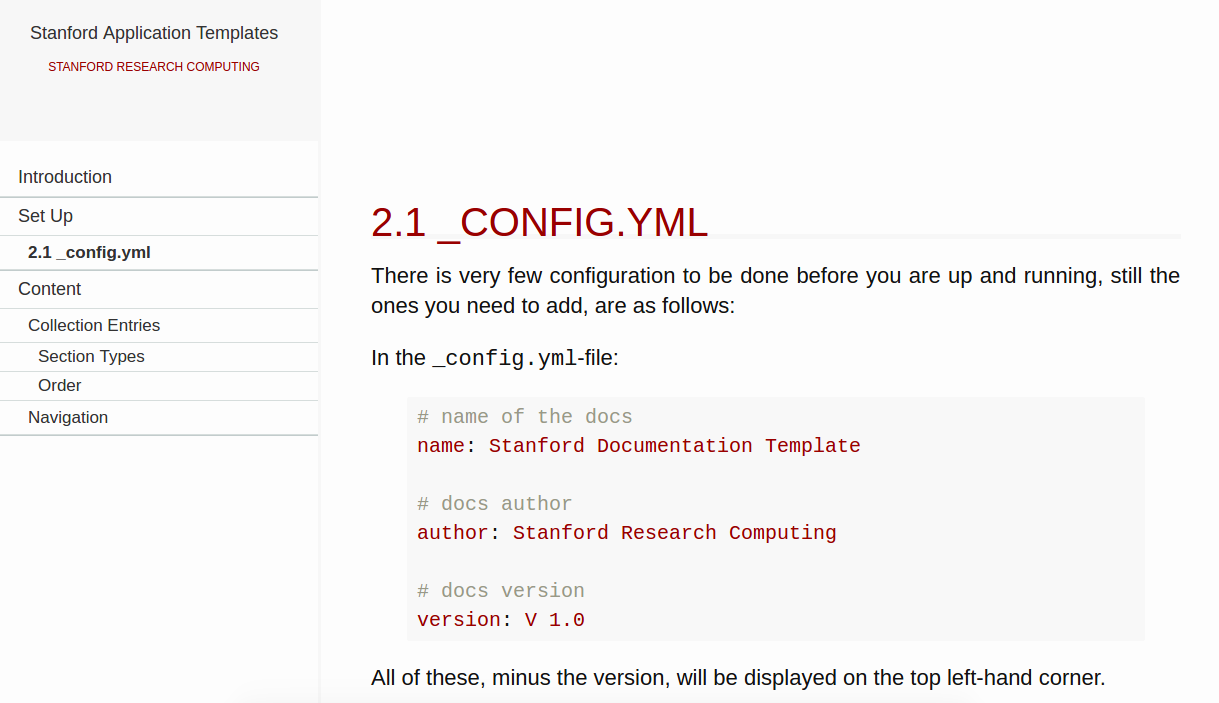 Stanford Application Templates
STANFORD RESEARCH COMPUTING
Introduction
Set Up
2.1 _config.yml
Content
Collection Entries
Section Types
Order
Navigation
2.1 _CONFIG.YML
There is very few configuration to be done before you are up and running, still the
ones you need to add, are as follows:
In the _config.yml-file:
# name of the docs
name: Stanford Documentation Template
# docs author
author: Stanford Research Computing
# docs version
version: V 1.0
All of these, minus the version, will be displayed on the top left-hand corner.